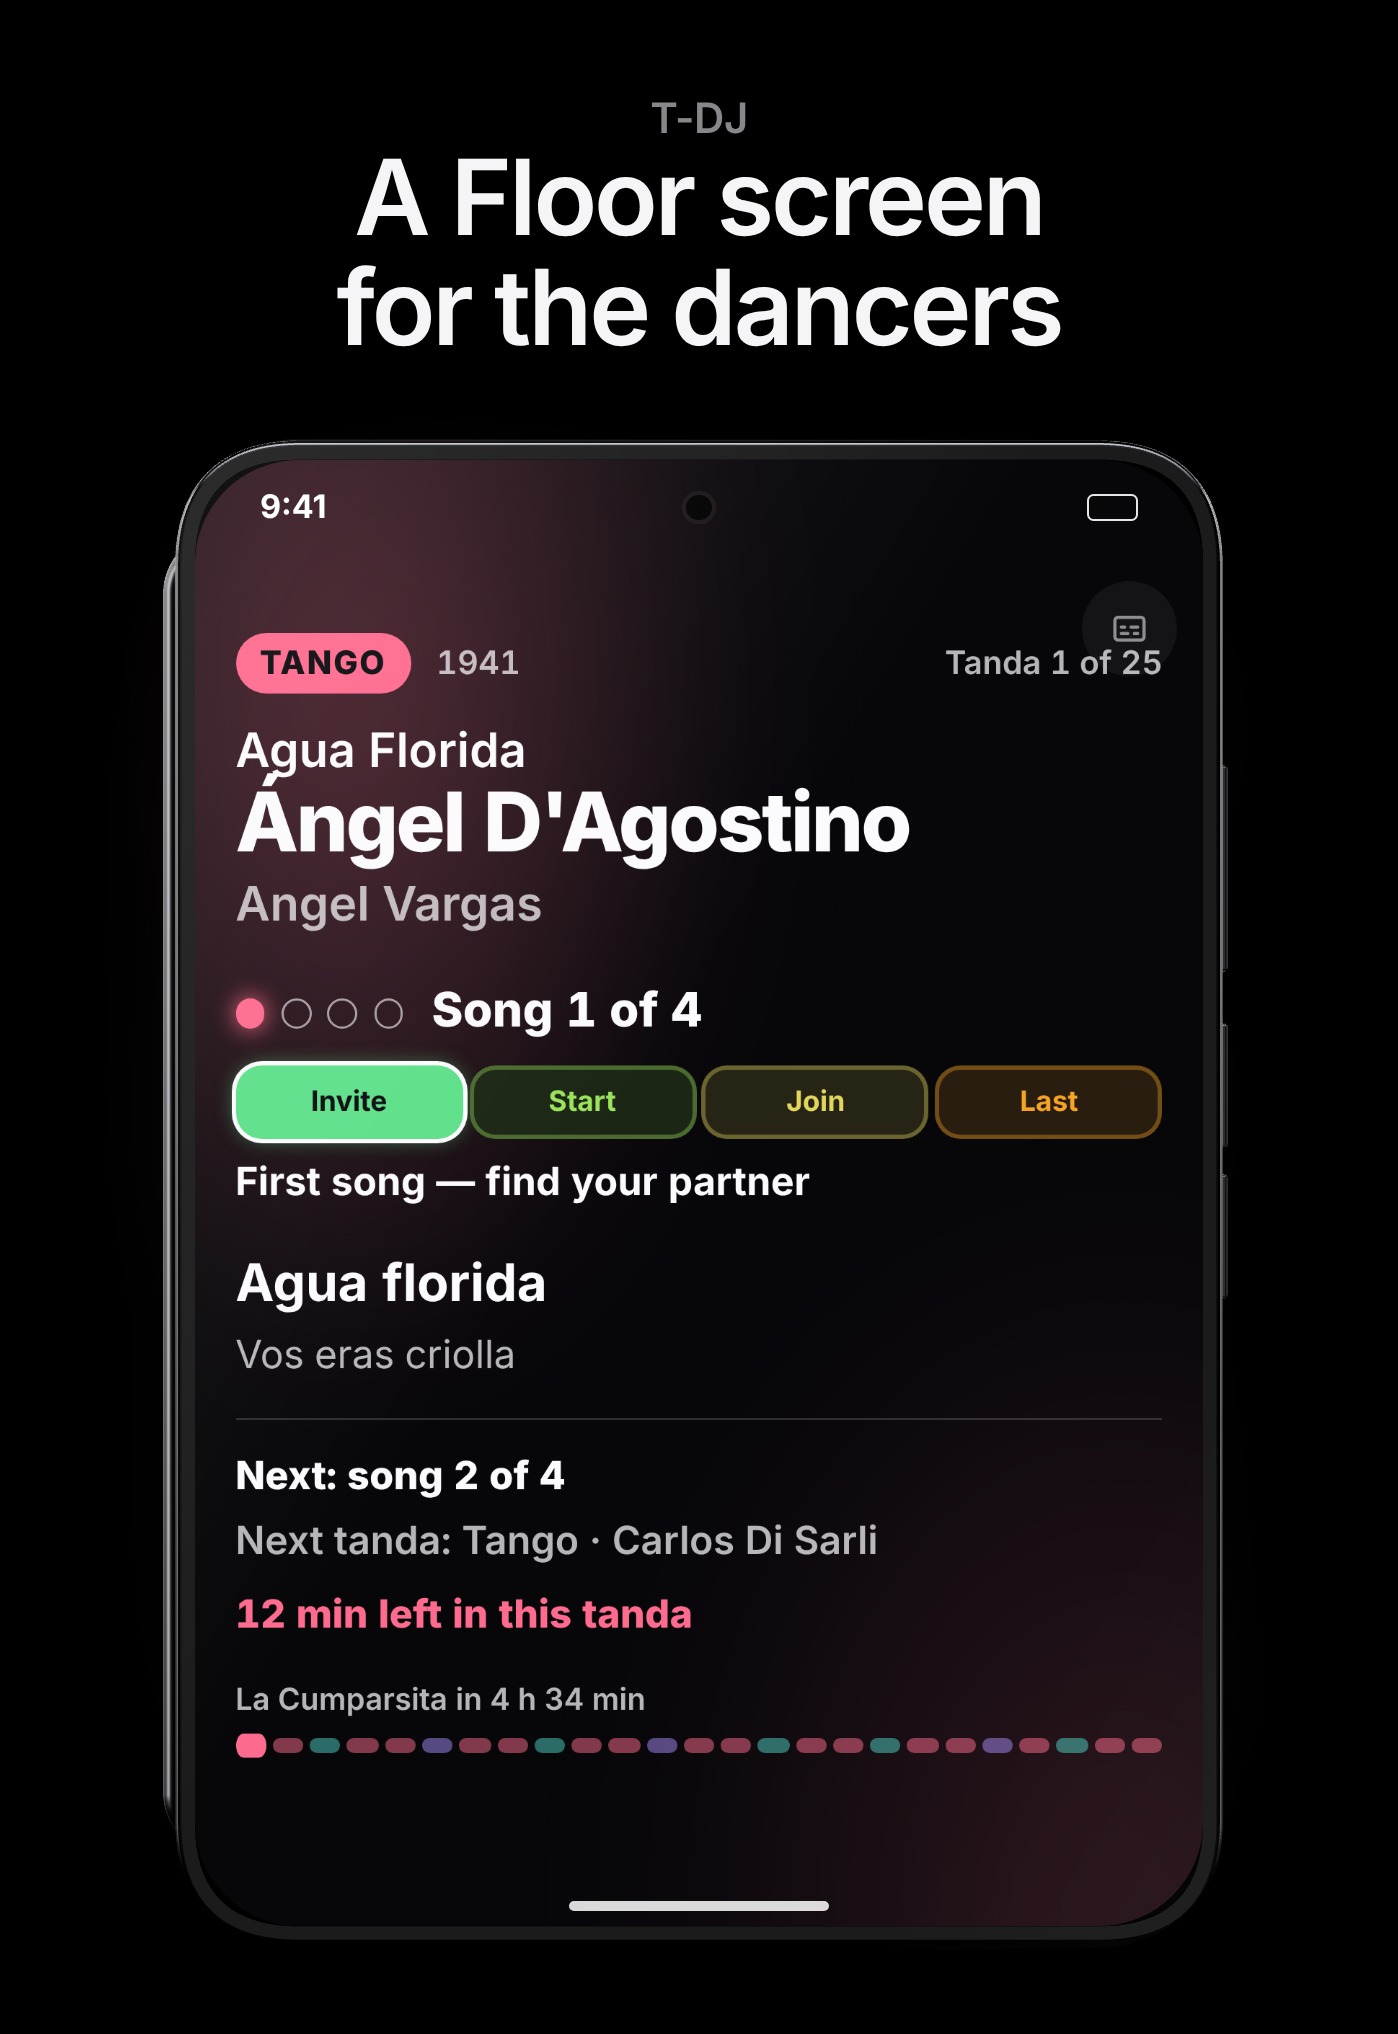 T-DJ
A Floor screen
for the dancers
9:41
TANGO 1941 Tanda 1 of 25
Agua Florida
Ángel D'Agostino
Angel Vargas
Song 1 of 4
Invite Start Join Last
First song — find your partner
Agua florida
Vos eras criolla
Next: song 2 of 4
Next tanda: Tango · Carlos Di Sarli
12 min left in this tanda
La Cumparsita in 4 h 34 min